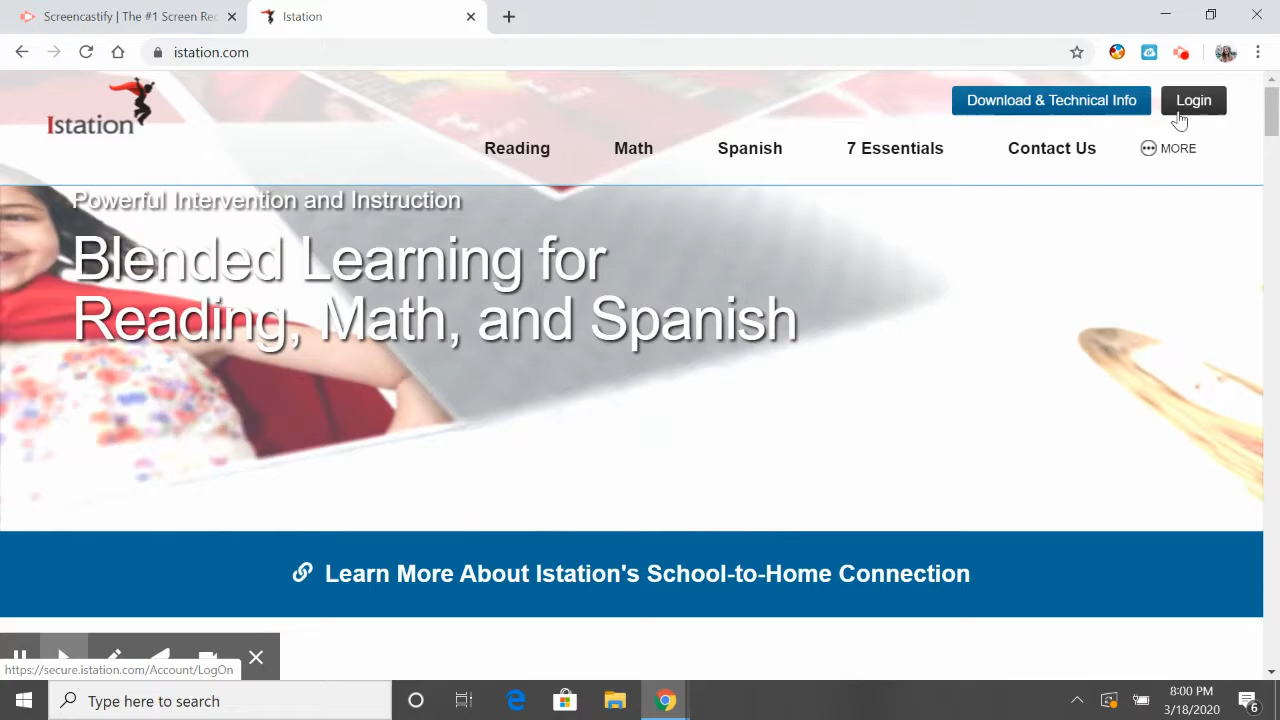 Screencastify | The #1 Screen Rec
Istation
istation.com
Istation
Download & Technical Info
Login
Reading
Math
Spanish
7 Essentials
Contact Us
MORE
Powerful Intervention and Instruction
Blended Learning for
Reading, Math, and Spanish
Learn More About Istation's School-to-Home Connection
https://secure.istation.com/Account/LogOn
Type here to search
8:00 PM
3/18/2020
6